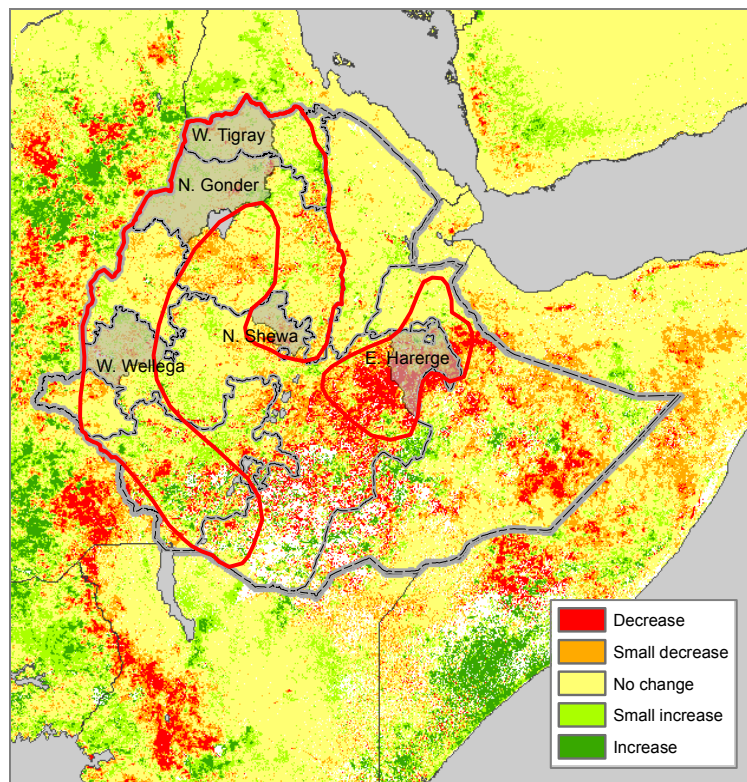 W. Tigray
N. Gonder
N. Shewa
E. Harerge
W. Wellega
Decrease
Small decrease
No change
Small increase
Increase